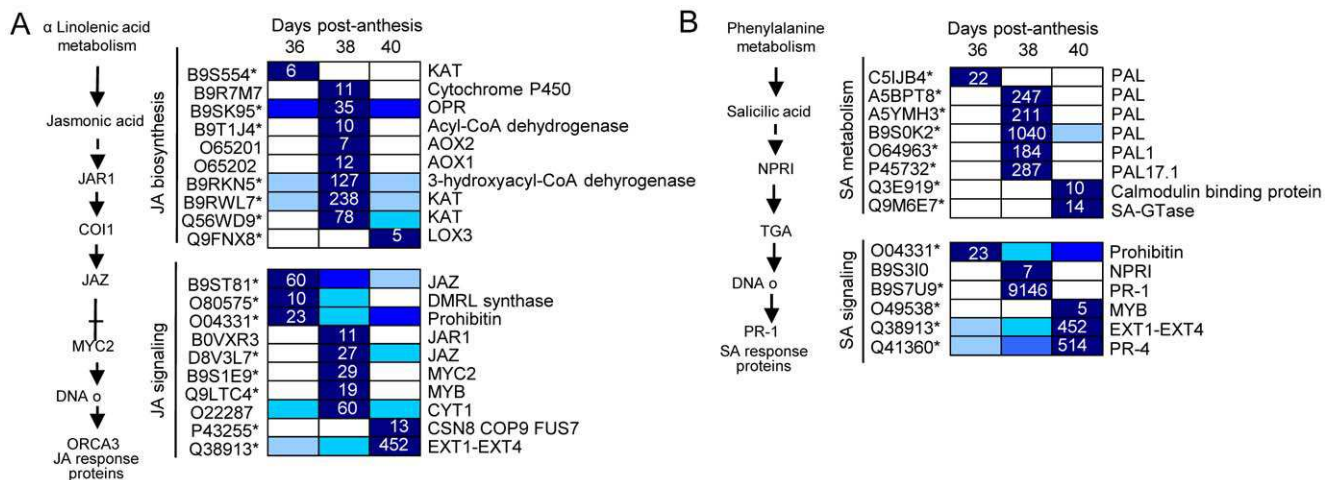 A
α Linolenic acid
metabolism
Jasmonic acid
JAR1
COI1
JAZ
MYC2
DNA o
ORCA3
JA response
proteins
Days post-anthesis
36 38 40
JA biosynthesis
B9S554* 6 KAT
B9R7M7 11 Cytochrome P450
B9SK95* 35 OPR
B9T1J4* 10 Acyl-CoA dehydrogenase
O65201 7 AOX2
O65202 12 AOX1
B9RKN5* 127 3-hydroxyacyl-CoA dehyrogenase
B9RWL7* 238 KAT
Q56WD9* 78 KAT
Q9FNX8* 5 LOX3
JA signaling
B9ST81* 60 JAZ
O80575* 10 DMRL synthase
O04331* 23 Prohibitin
B0VXR3 11 JAR1
D8V3L7* 27 JAZ
B9S1E9* 29 MYC2
Q9LTC4* 19 MYB
O22287 60 CYT1
P43255* 13 CSN8 COP9 FUS7
Q38913* 452 EXT1-EXT4
B
Phenylalanine
metabolism
Salicilic acid
NPRI
TGA
DNA o
PR-1
SA response
proteins
Days post-anthesis
36 38 40
SA metabolism
C5IJB4* 22 PAL
A5BPT8* 247 PAL
A5YMH3* 211 PAL
B9S0K2* 1040 PAL
O64963* 184 PAL1
P45732* 287 PAL17.1
Q3E919* 10 Calmodulin binding protein
Q9M6E7* 14 SA-GTase
SA signaling
O04331* 23 Prohibitin
B9S3I0 7 NPRI
B9S7U9* 9146 PR-1
O49538* 5 MYB
Q38913* 452 EXT1-EXT4
Q41360* 514 PR-4